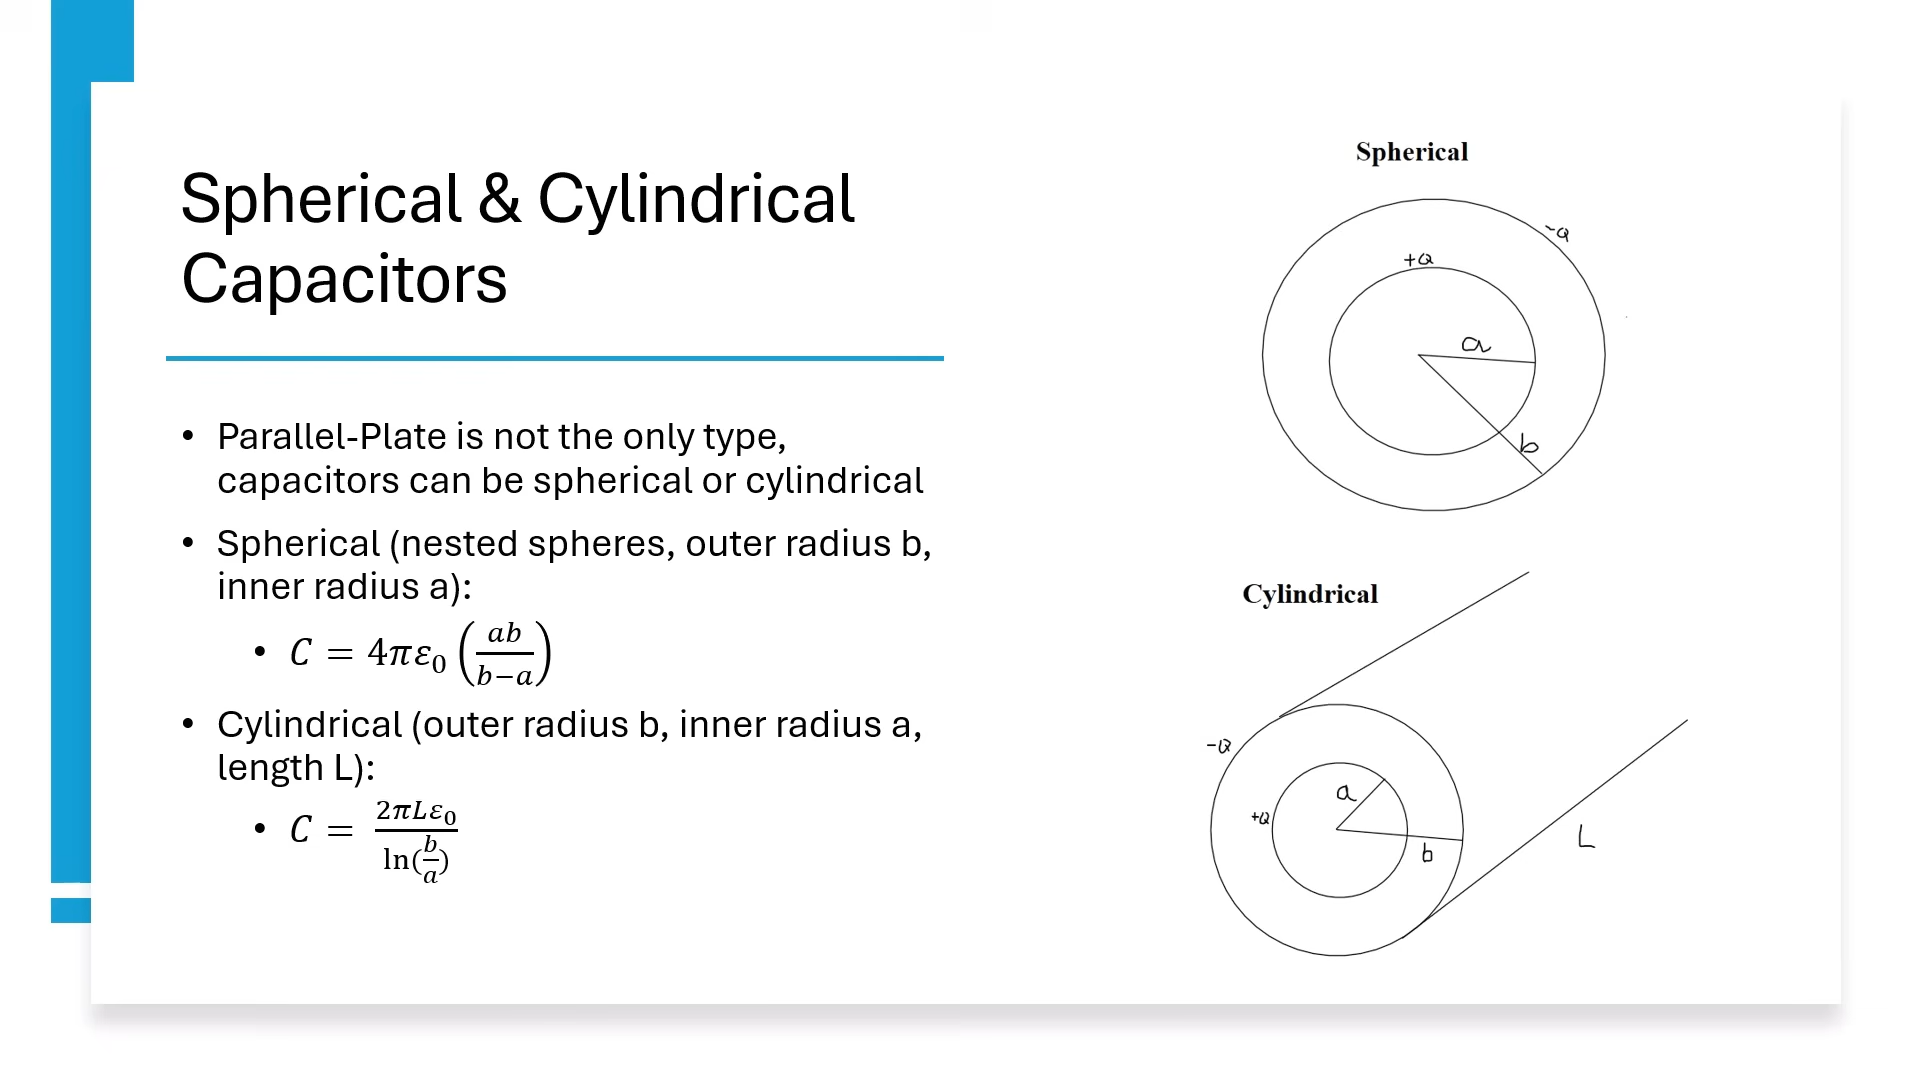 Spherical & Cylindrical
Capacitors
• Parallel-Plate is not the only type,
capacitors can be spherical or cylindrical
• Spherical (nested spheres, outer radius b,
inner radius a):
• C = 4πε₀ (ab/(b−a))
• Cylindrical (outer radius b, inner radius a,
length L):
• C = 2πLε₀/ln(b/a)
Spherical
-Q
+Q
a
b
Cylindrical
-Q
a
+Q
b
L